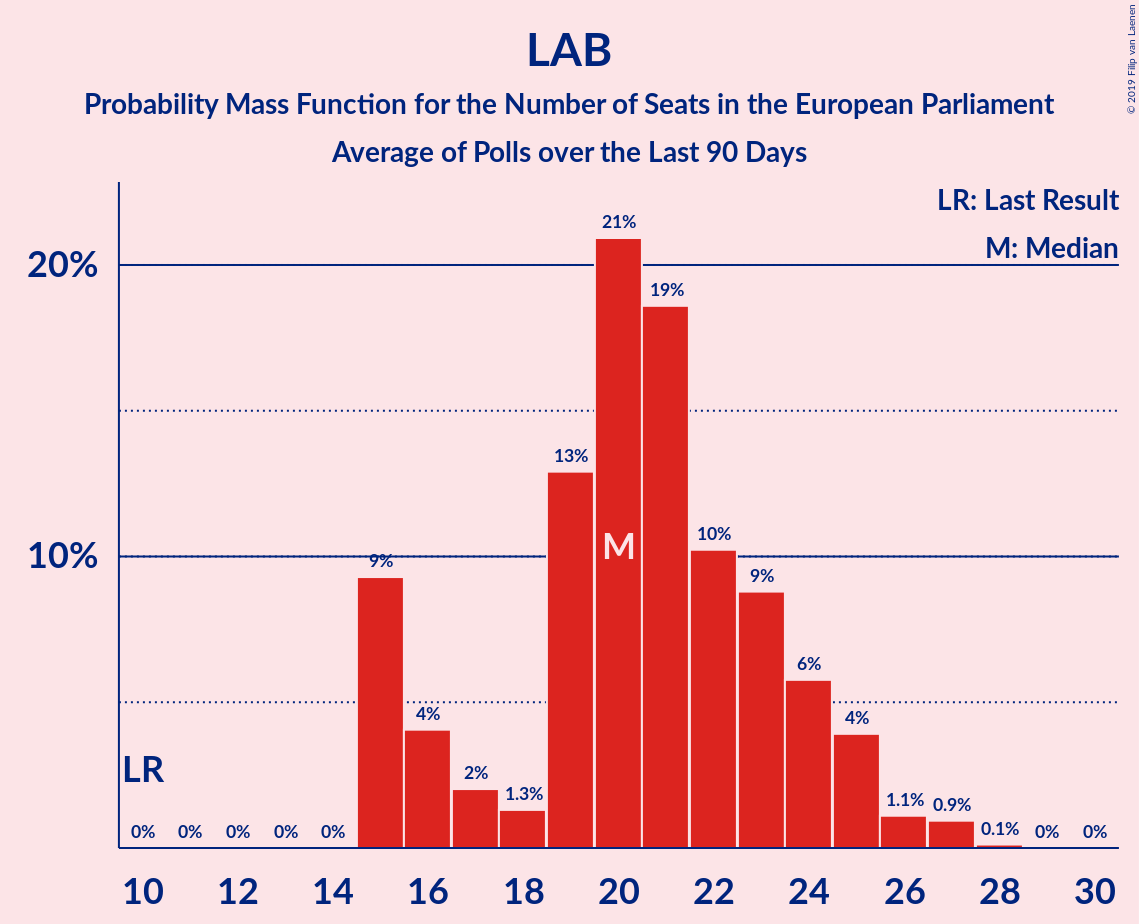 LAB
Probability Mass Function for the Number of Seats in the European Parliament
Average of Polls over the Last 90 Days
© 2019 Filip van Laenen
LR: Last Result
M: Median
20%
10%
LR
0%
0%
0%
0%
0%
9%
4%
2%
1.3%
13%
21%
19%
10%
9%
6%
4%
1.1%
0.9%
0.1%
0%
0%
M
10 12 14 16 18 20 22 24 26 28 30